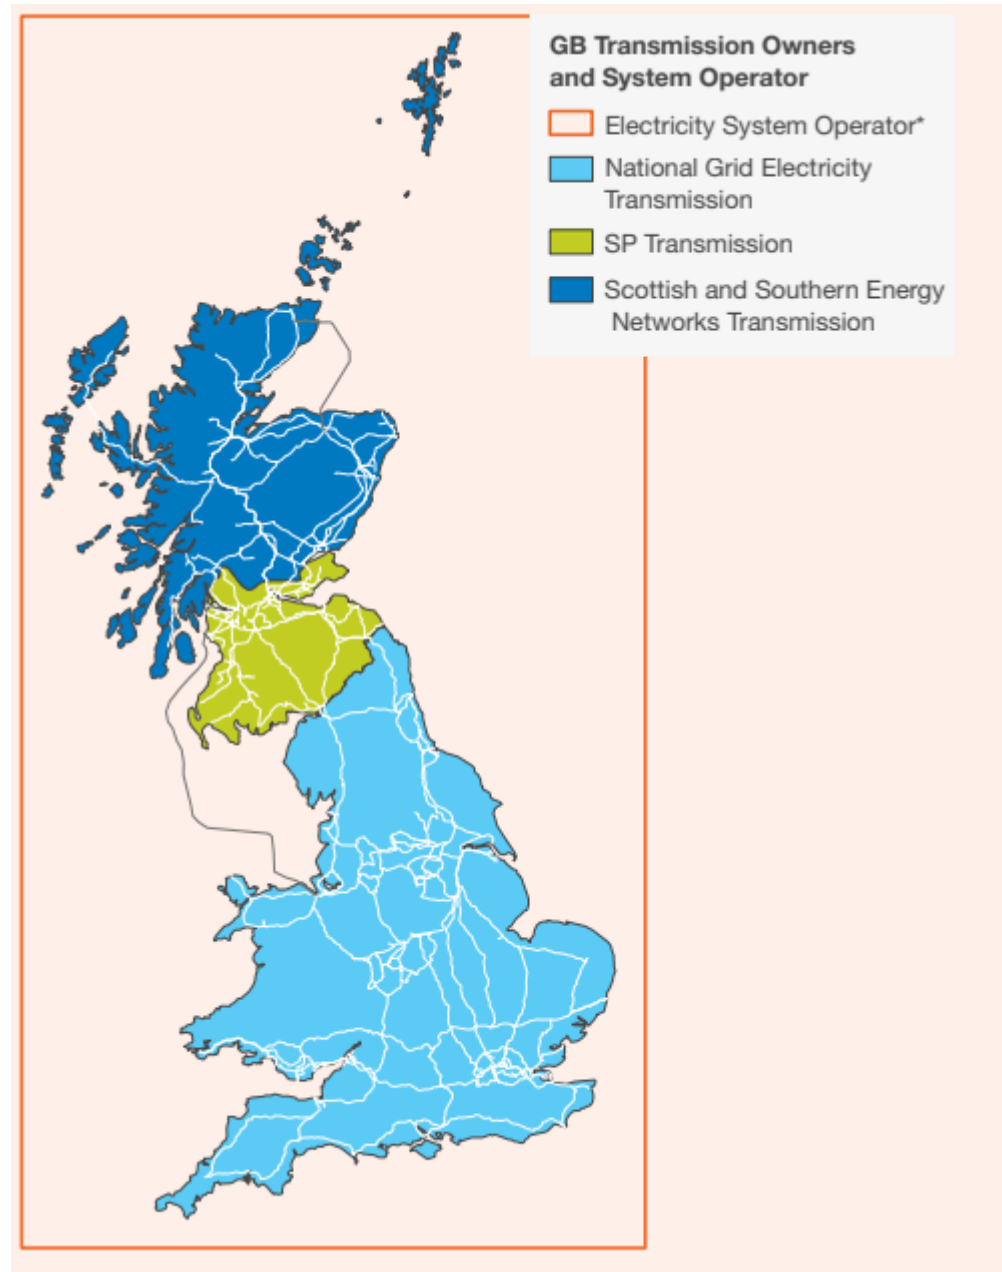 GB Transmission Owners
and System Operator
Electricity System Operator*
National Grid Electricity
Transmission
SP Transmission
Scottish and Southern Energy
Networks Transmission